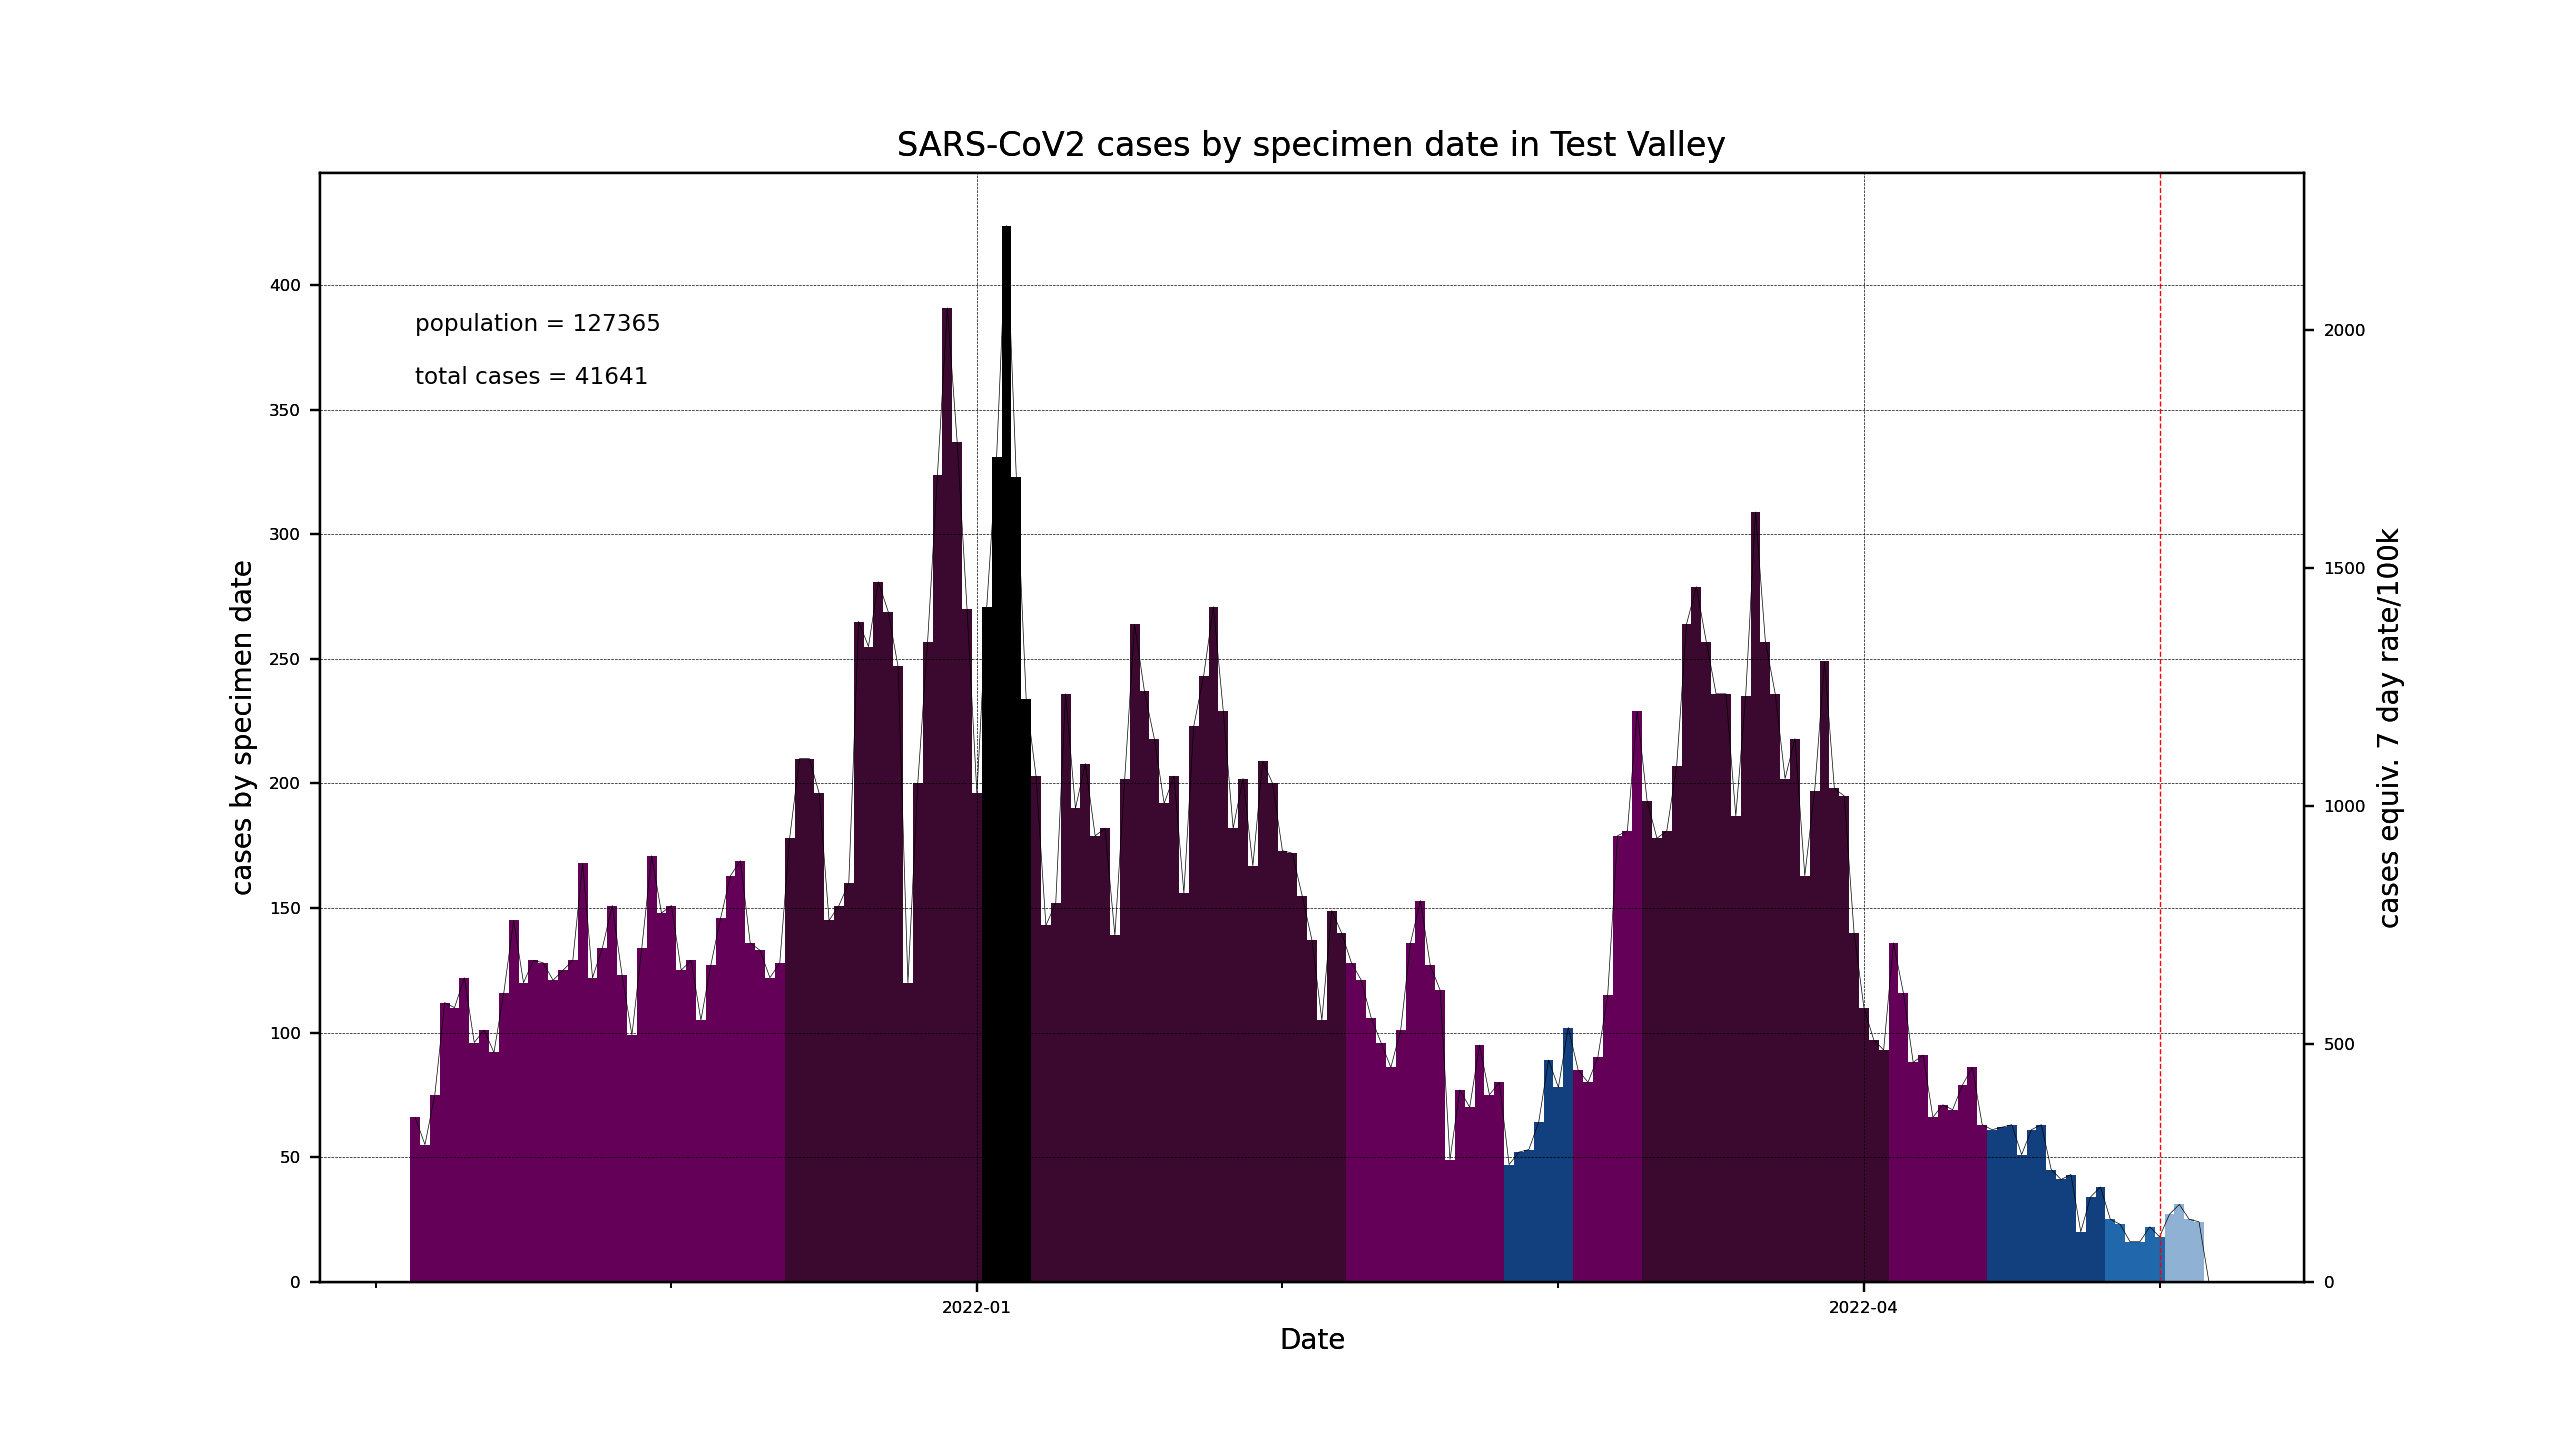 SARS-CoV2 cases by specimen date in Test Valley
population = 127365
total cases = 41641
cases by specimen date
400
350
300
250
200
150
100
50
0
2000
1500
1000
500
0
cases equiv. 7 day rate/100k
2022-01
2022-04
Date